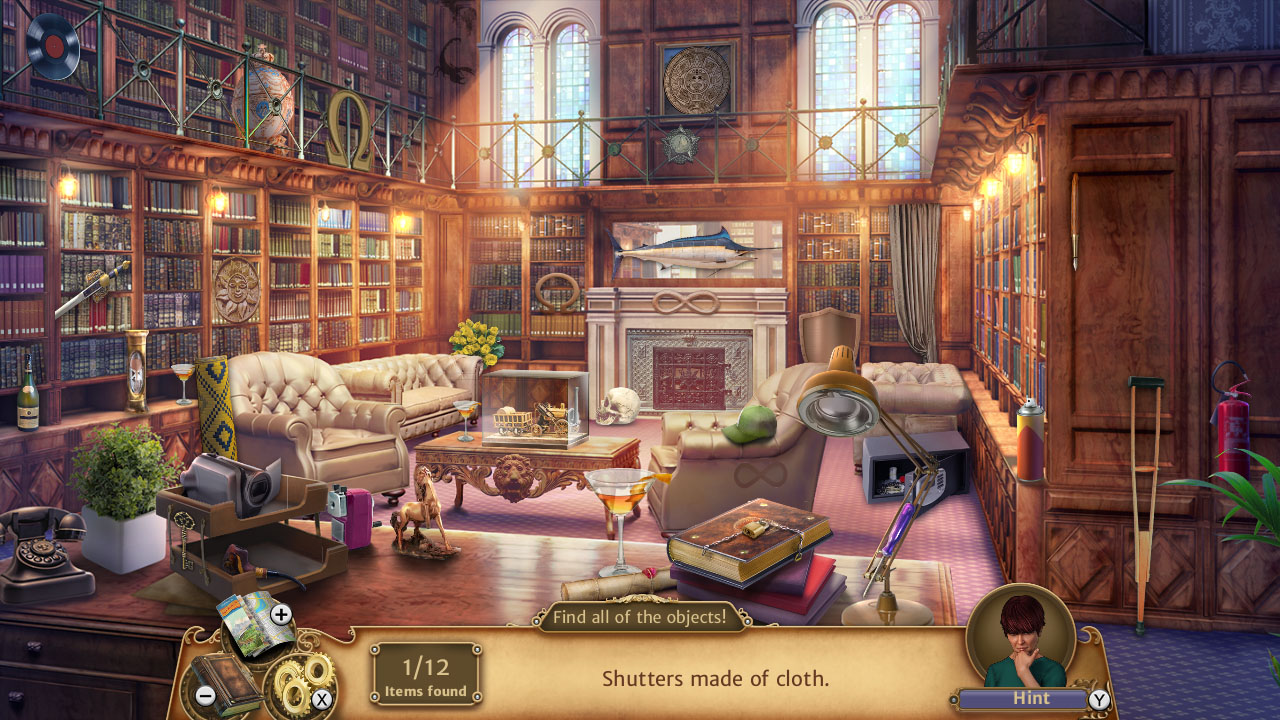 Find all of the objects!
1/12
Items found
Shutters made of cloth.
+
−
X
Hint
Y